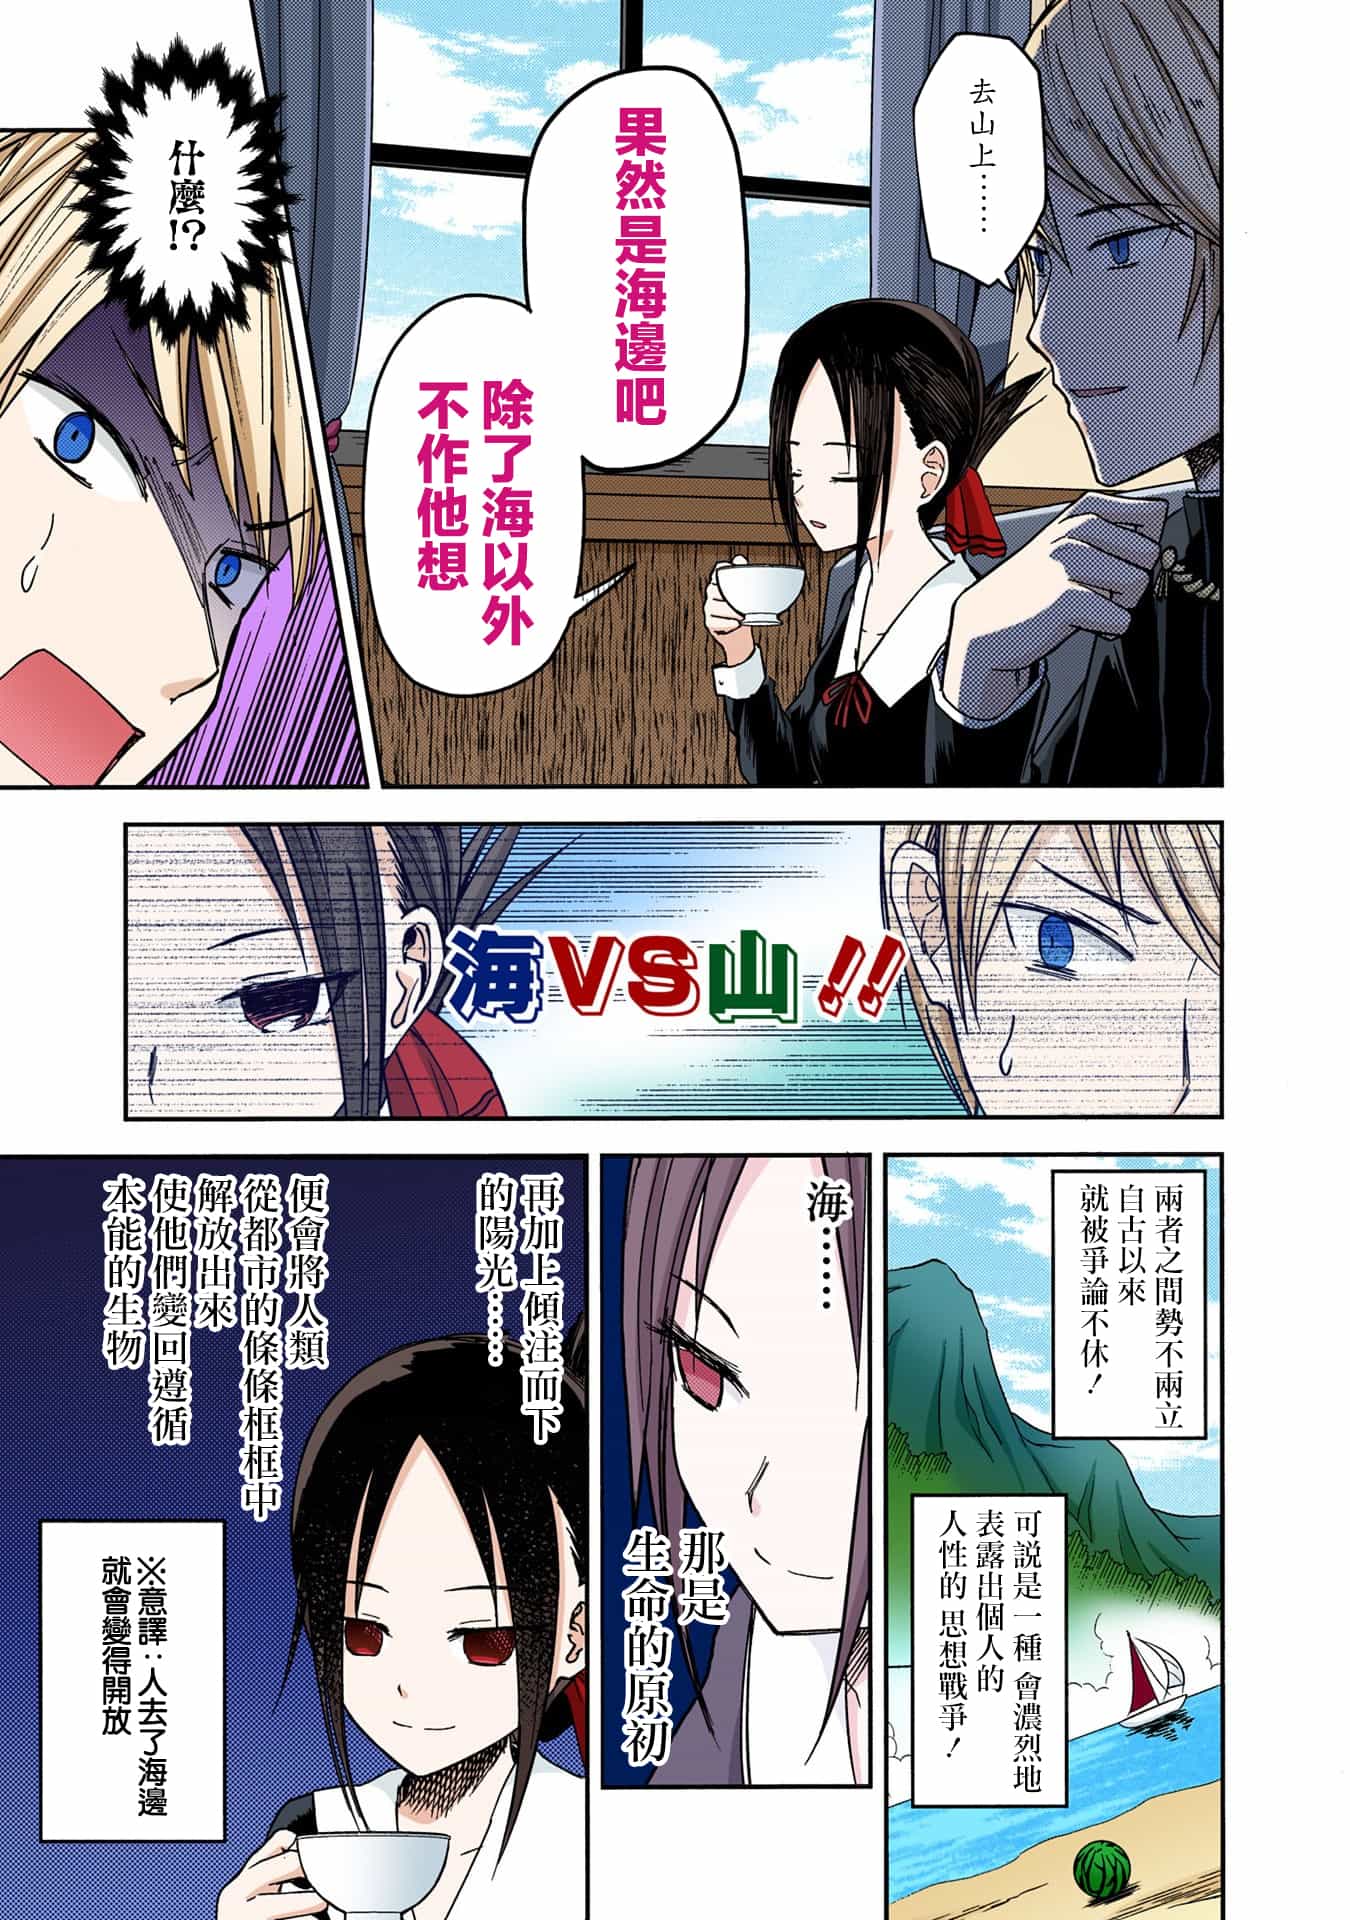 去山上……
果然是海邊吧
除了海以外
不作他想
什麼!?
海VS山!!
兩者之間勢不兩立
自古以來
就被爭論不休！
可說是一種 會濃烈地
表露出個人的
人性的 思想戰爭！
海……
那是
生命的原初
再加上傾注而下
的陽光……
便會將人類
從都市的條條框框中
解放出來
使他們變回遵循
本能的生物
※意譯：人去了海邊
就會變得開放